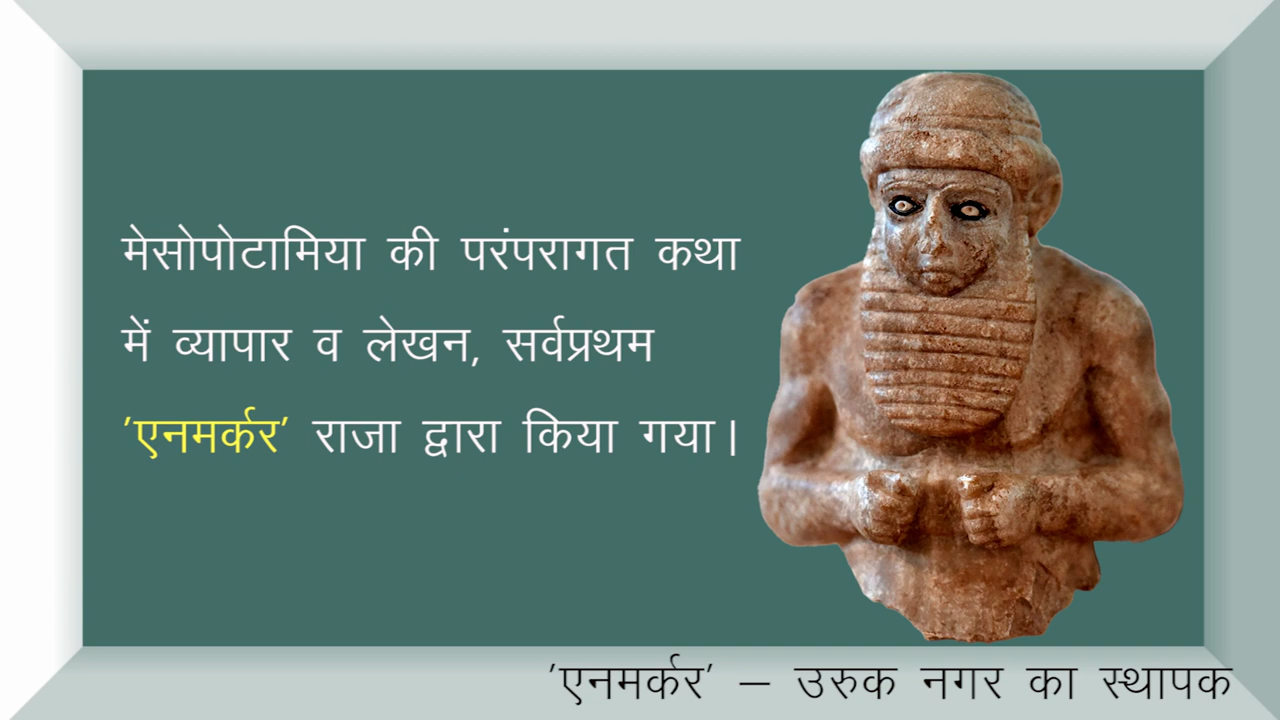 मेसोपोटामिया की परंपरागत कथा
में व्यापार व लेखन, सर्वप्रथम
'एनमर्कर' राजा द्वारा किया गया।
'एनमर्कर' – उरुक नगर का स्थापक